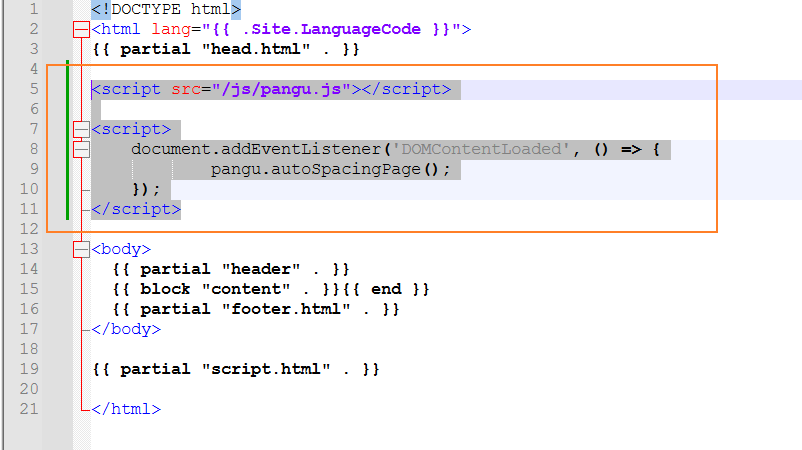 1 <!DOCTYPE html>
2 <html lang="{{ .Site.LanguageCode }}">
3 {{ partial "head.html" . }}
4
5 <script src="/js/pangu.js"></script>
6
7 <script>
8     document.addEventListener('DOMContentLoaded', () => {
9             pangu.autoSpacingPage();
10     });
11 </script>
12
13 <body>
14   {{ partial "header" . }}
15   {{ block "content" . }}{{ end }}
16   {{ partial "footer.html" . }}
17 </body>
18
19 {{ partial "script.html" . }}
20
21 </html>